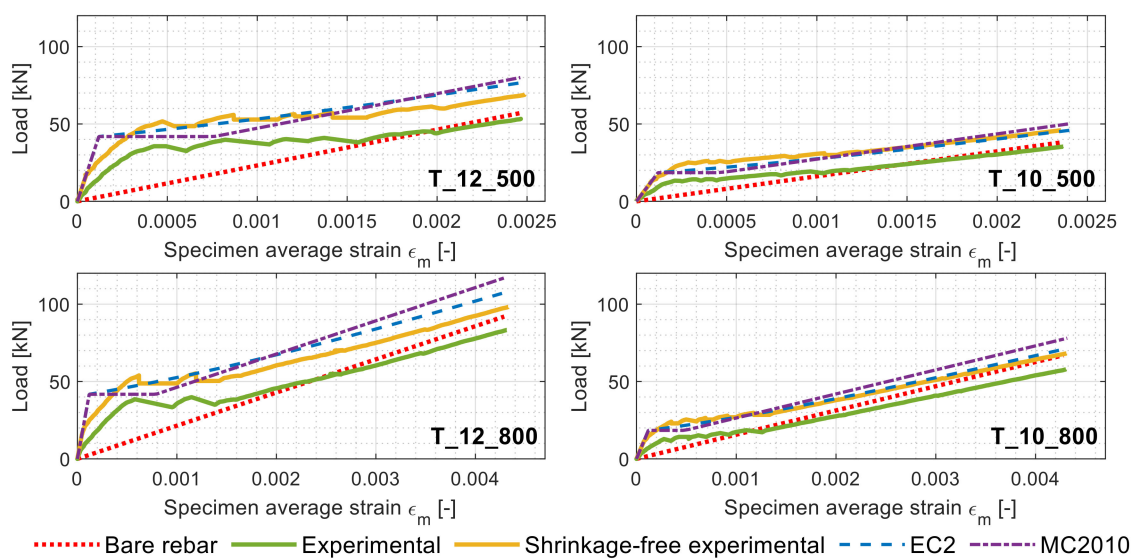 100
50
0
Load [kN]
T_12_500
0 0.0005 0.001 0.0015 0.002 0.0025
Specimen average strain ϵm [-]
100
50
0
Load [kN]
T_10_500
0 0.0005 0.001 0.0015 0.002 0.0025
Specimen average strain ϵm [-]
100
50
0
Load [kN]
T_12_800
0 0.001 0.002 0.003 0.004
Specimen average strain ϵm [-]
100
50
0
Load [kN]
T_10_800
0 0.001 0.002 0.003 0.004
Specimen average strain ϵm [-]
Bare rebar Experimental Shrinkage-free experimental EC2 MC2010